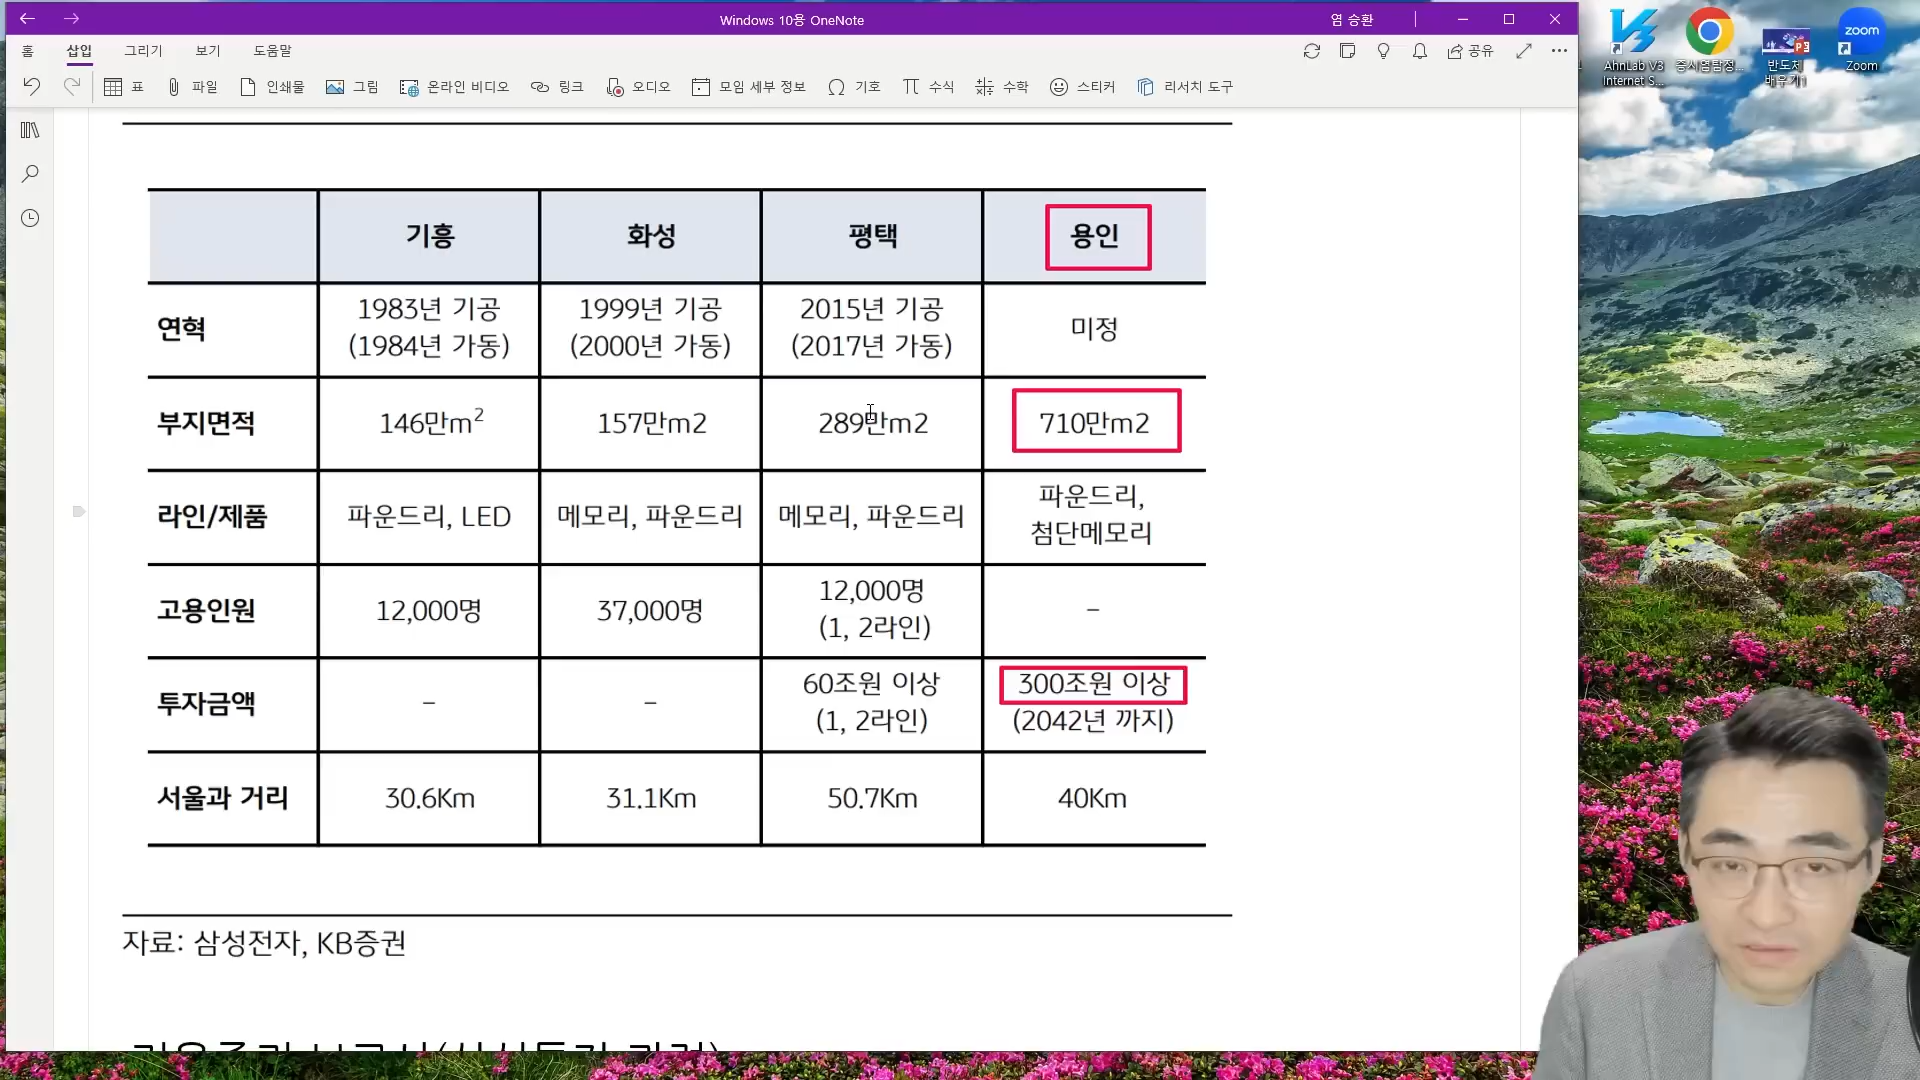 Windows 10용 OneNote
염 승환
홈 삽입 그리기 보기 도움말
공유
표 파일 인쇄물 그림 온라인 비디오 링크 오디오 모임 세부 정보 기호 수식 수학 스티커 리서치 도구
기흥 화성 평택 용인
연혁 1983년 기공 (1984년 가동) 1999년 기공 (2000년 가동) 2015년 기공 (2017년 가동) 미정
부지면적 146만m² 157만m2 289만m2 710만m2
라인/제품 파운드리, LED 메모리, 파운드리 메모리, 파운드리 파운드리, 첨단메모리
고용인원 12,000명 37,000명 12,000명 (1, 2라인) –
투자금액 – – 60조원 이상 (1, 2라인) 300조원 이상 (2042년 까지)
서울과 거리 30.6Km 31.1Km 50.7Km 40Km
자료: 삼성전자, KB증권
AhnLab V3
Internet S...
증시염탐정...
반도체
배우기1
zoom
Zoom